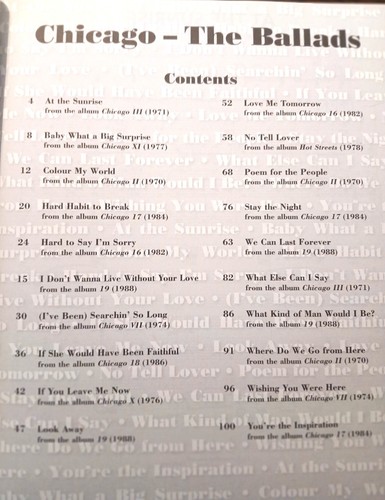 Chicago – The Ballads
Contents
4 At the Sunrise
from the album Chicago III (1971)
8 Baby What a Big Surprise
from the album Chicago XI (1977)
12 Colour My World
from the album Chicago II (1970)
20 Hard Habit to Break
from the album Chicago 17 (1984)
24 Hard to Say I'm Sorry
from the album Chicago 16 (1982)
15 I Don't Wanna Live Without Your Love
from the album 19 (1988)
30 (I've Been) Searchin' So Long
from the album Chicago VII (1974)
36 If She Would Have Been Faithful
from the album Chicago 18 (1986)
42 If You Leave Me Now
from the album Chicago X (1976)
47 Look Away
from the album 19 (1988)
52 Love Me Tomorrow
from the album Chicago 16 (1982)
58 No Tell Lover
from the album Hot Streets (1978)
68 Poem for the People
from the album Chicago II (1970)
76 Stay the Night
from the album Chicago 17 (1984)
63 We Can Last Forever
from the album 19 (1988)
82 What Else Can I Say
from the album Chicago III (1971)
86 What Kind of Man Would I Be?
from the album 19 (1988)
91 Where Do We Go from Here
from the album Chicago II (1970)
96 Wishing You Were Here
from the album Chicago VII (1974)
100 You're the Inspiration
from the album Chicago 17 (1984)